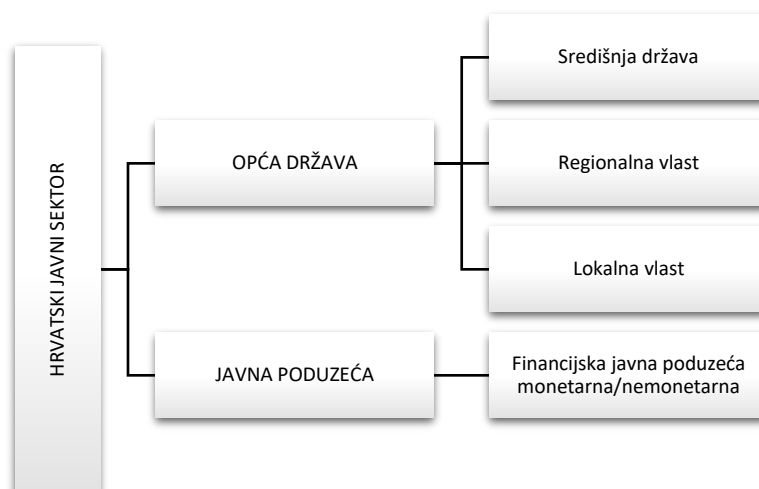 HRVATSKI JAVNI SEKTOR
OPĆA DRŽAVA
Središnja država
Regionalna vlast
Lokalna vlast
JAVNA PODUZEĆA
Financijska javna poduzeća
monetarna/nemonetarna